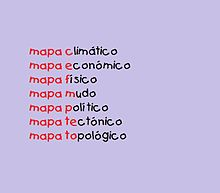 mapa climático
mapa económico
mapa físico
mapa mudo
mapa político
mapa tectónico
mapa topológico